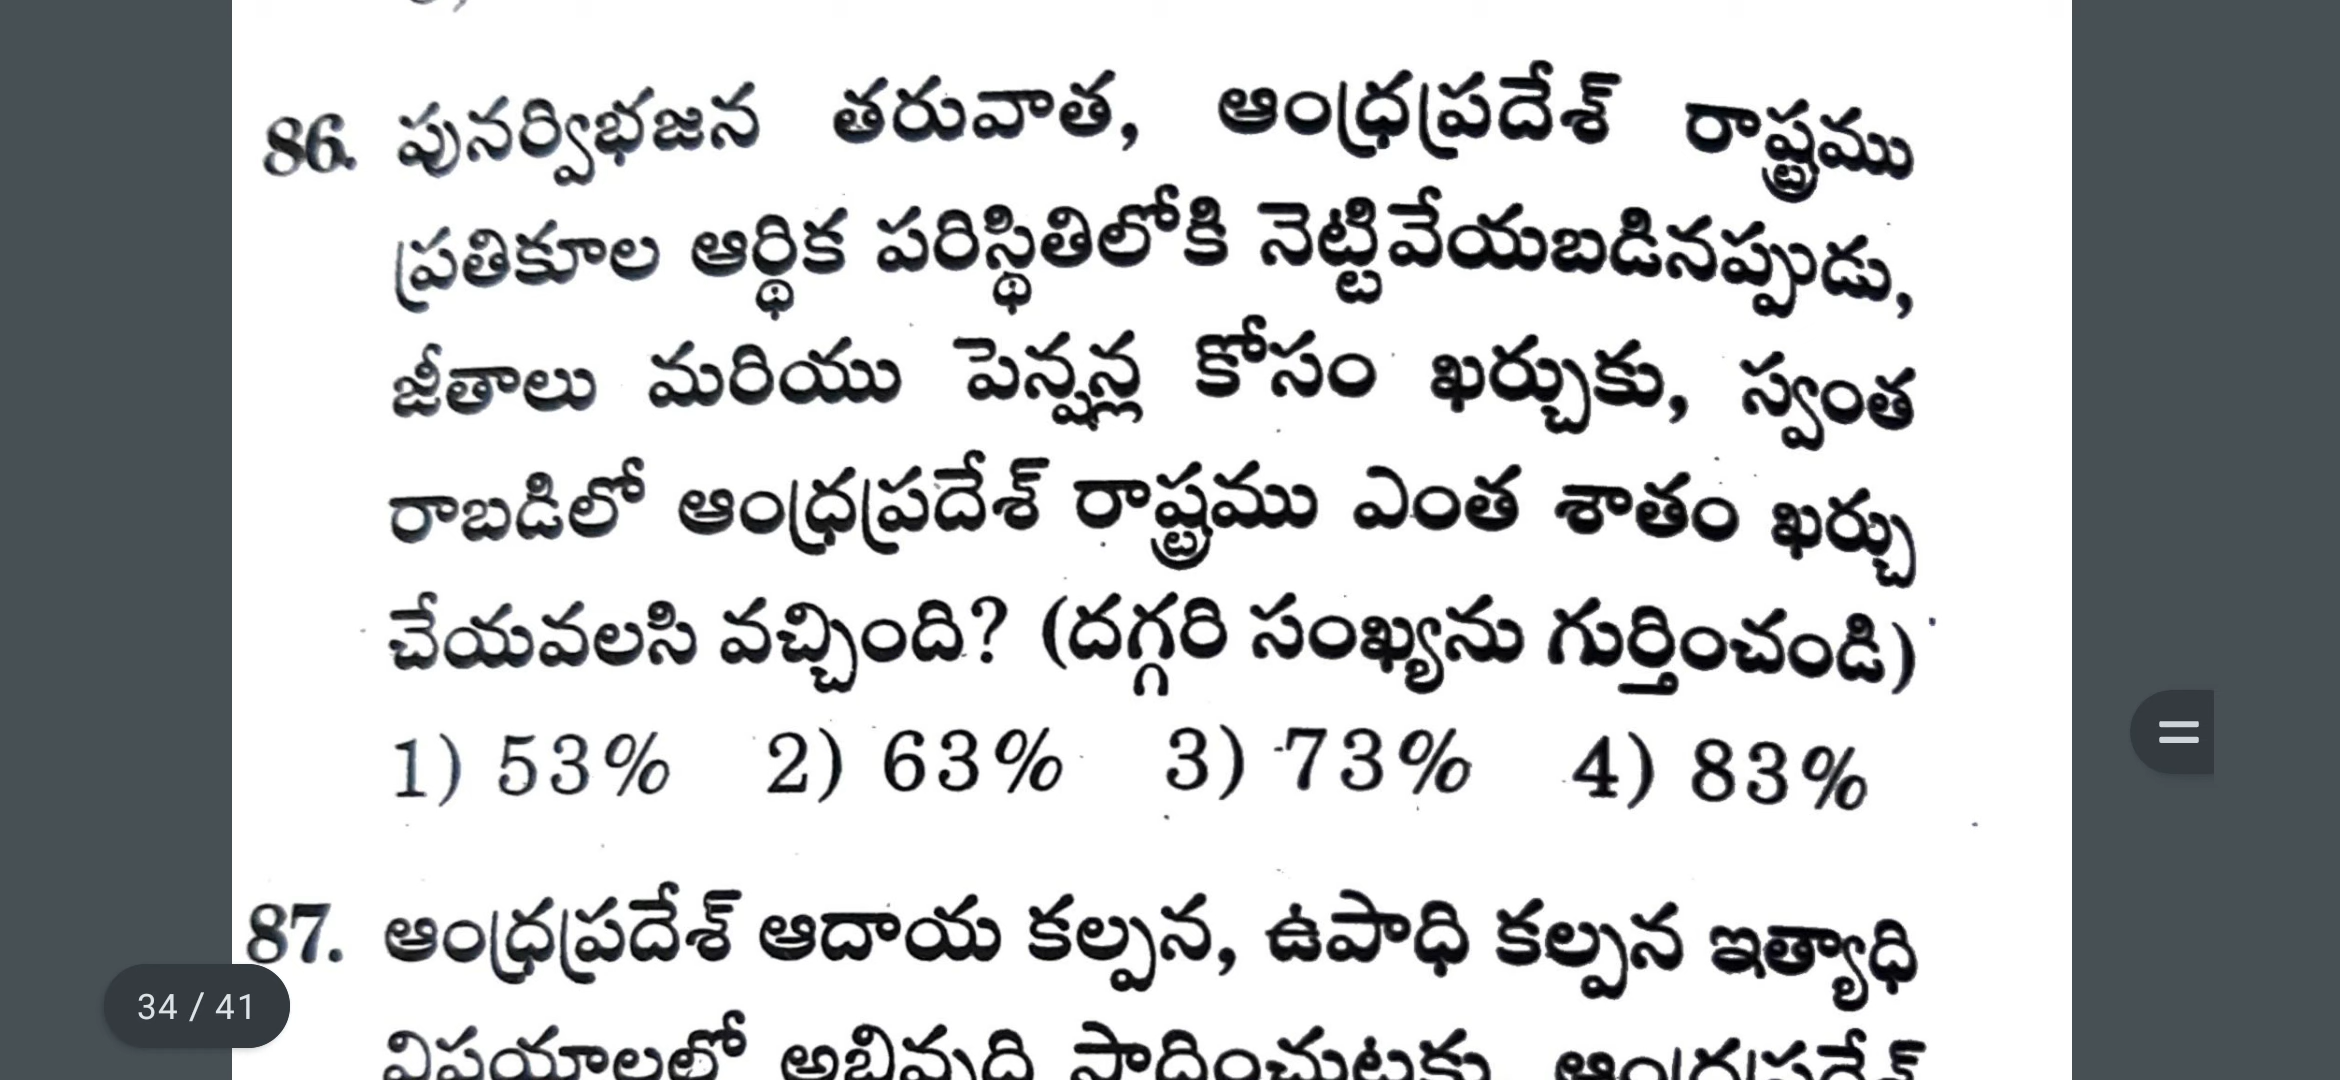 86. పునర్విభజన తరువాత, ఆంధ్రప్రదేశ్ రాష్ట్రము
ప్రతికూల ఆర్థిక పరిస్థితిలోకి నెట్టివేయబడినప్పుడు,
జీతాలు మరియు పెన్షన్ల కోసం ఖర్చుకు, స్వంత
రాబడిలో ఆంధ్రప్రదేశ్ రాష్ట్రము ఎంత శాతం ఖర్చు
చేయవలసి వచ్చింది? (దగ్గరి సంఖ్యను గుర్తించండి)
1) 53% 2) 63% 3) 73% 4) 83%
87. ఆంధ్రప్రదేశ్ ఆదాయ కల్పన, ఉపాధి కల్పన ఇత్యాధి
34 / 41